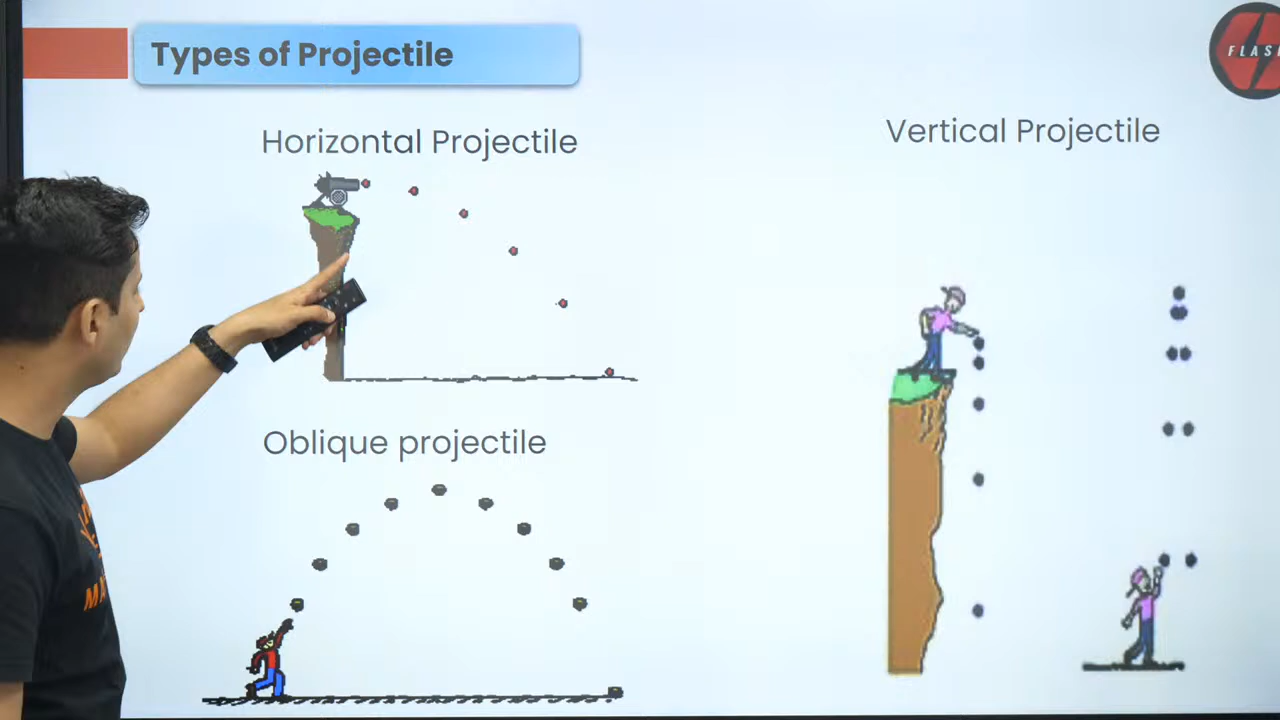 Types of Projectile
Horizontal Projectile
Vertical Projectile
Oblique projectile